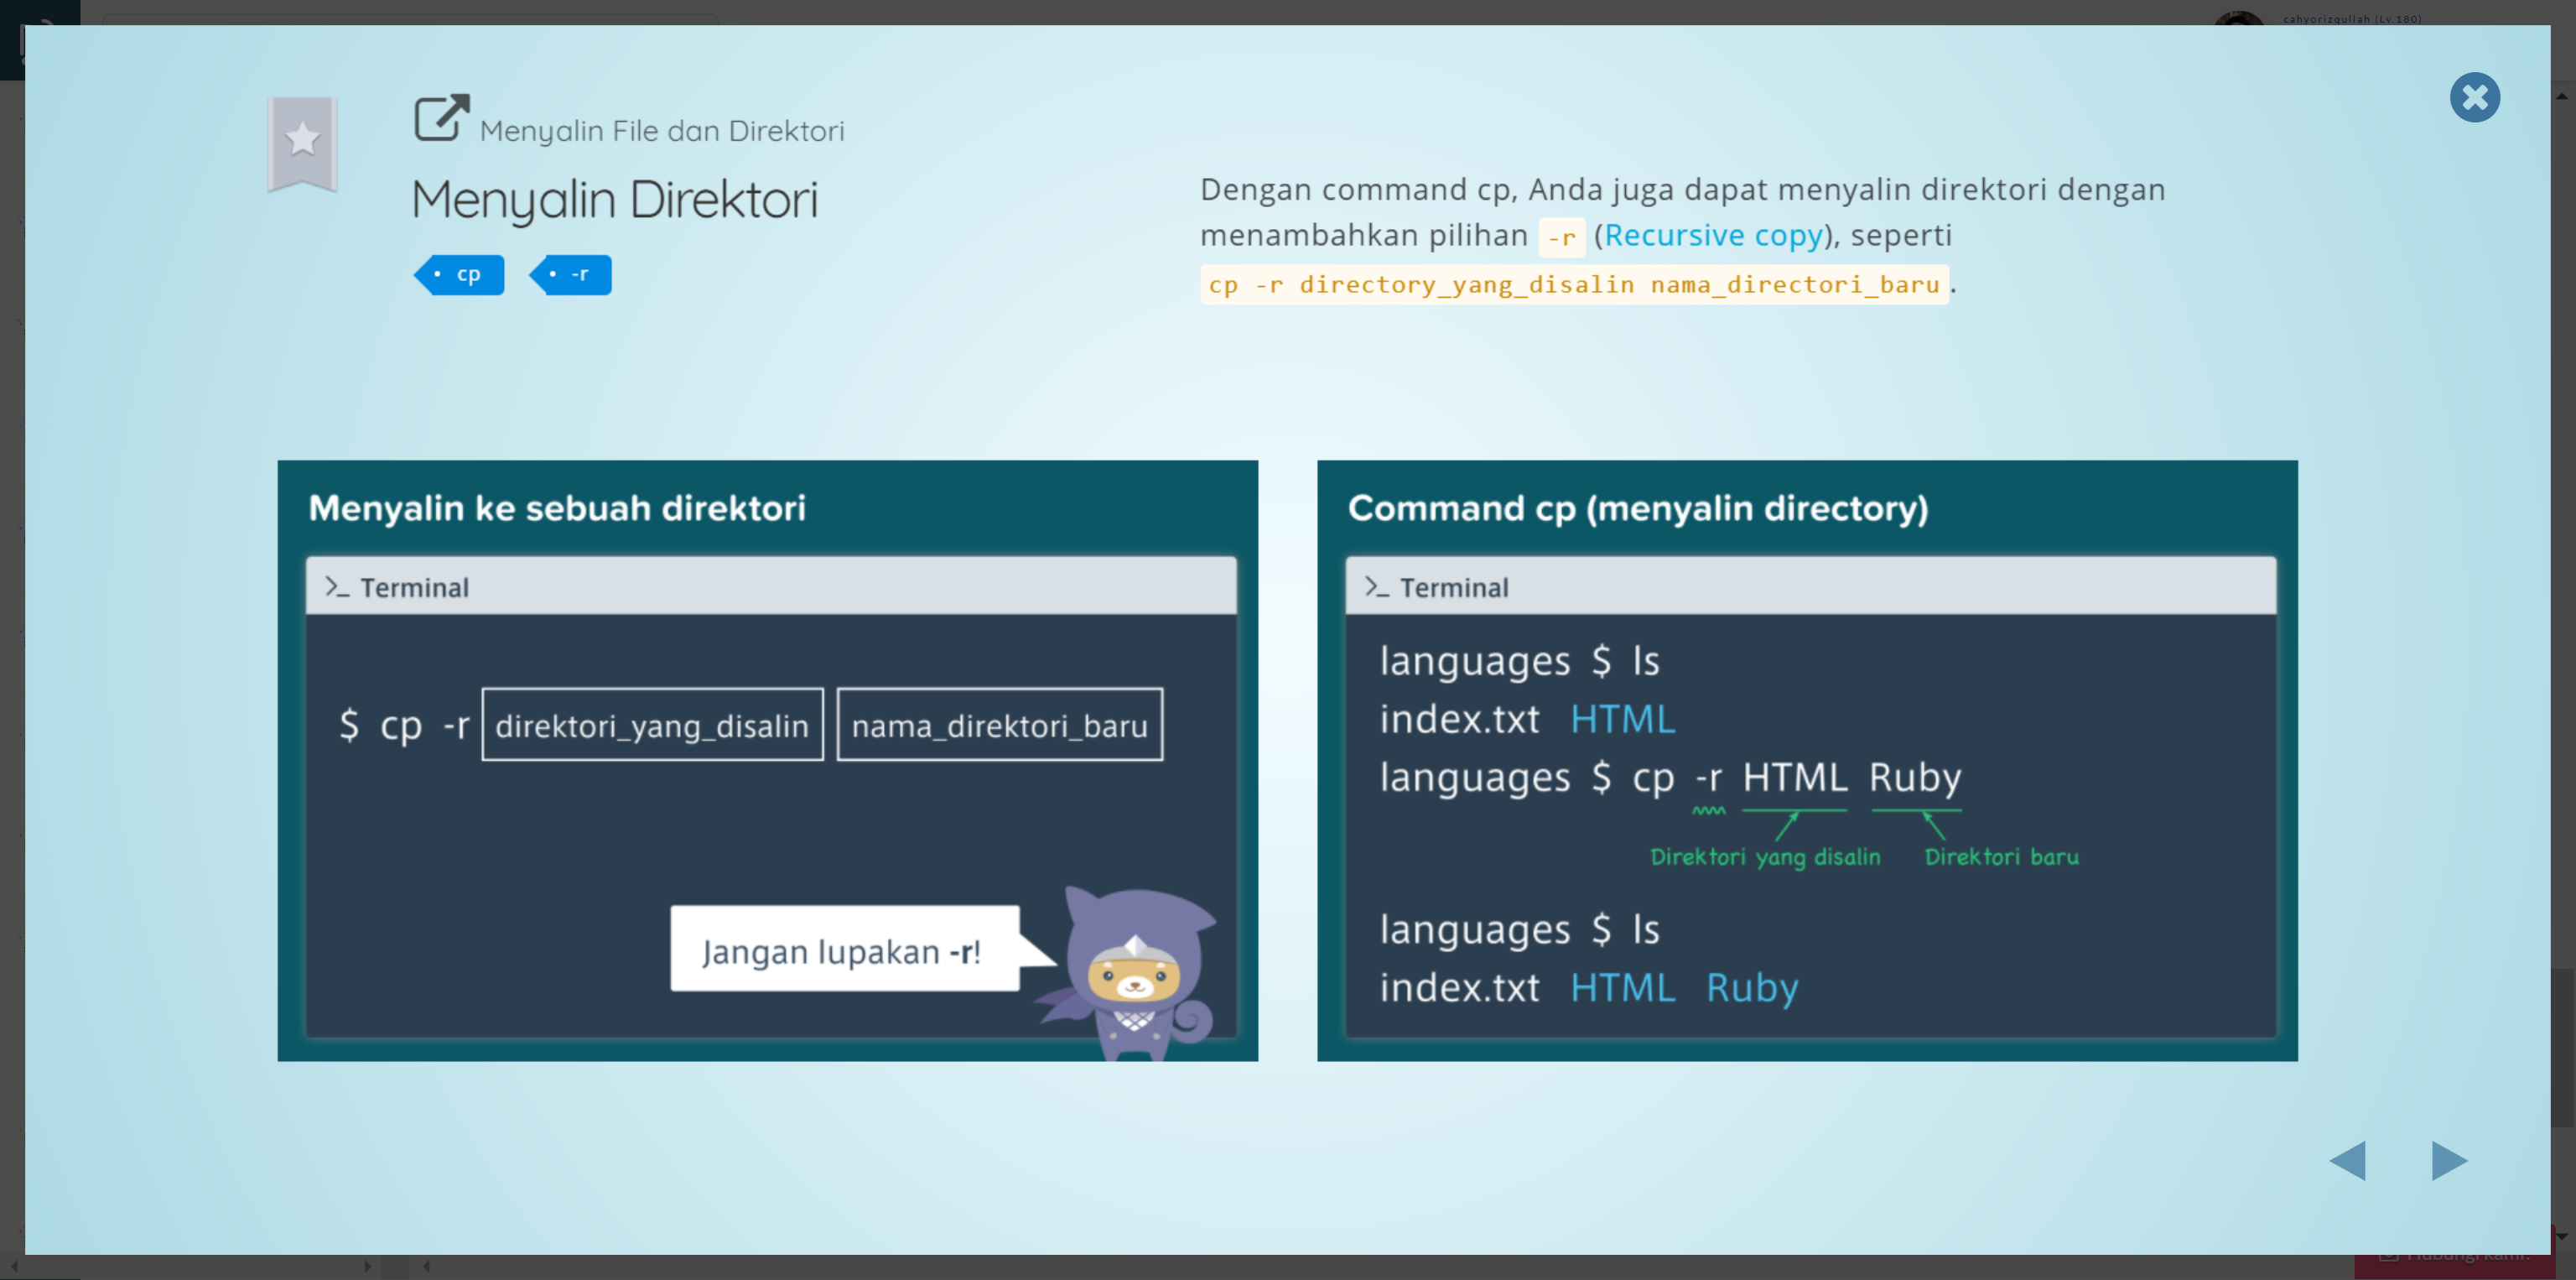 cahyorizqullah (Lv.180)
Menyalin File dan Direktori
Menyalin Direktori
cp
-r
Dengan command cp, Anda juga dapat menyalin direktori dengan
menambahkan pilihan -r (Recursive copy), seperti
cp -r directory_yang_disalin nama_directori_baru.
Menyalin ke sebuah direktori
>_ Terminal
$ cp -r direktori_yang_disalin nama_direktori_baru
Jangan lupakan -r!
Command cp (menyalin directory)
>_ Terminal
languages $ ls
index.txt HTML
languages $ cp -r HTML Ruby
Direktori yang disalin Direktori baru
languages $ ls
index.txt HTML Ruby